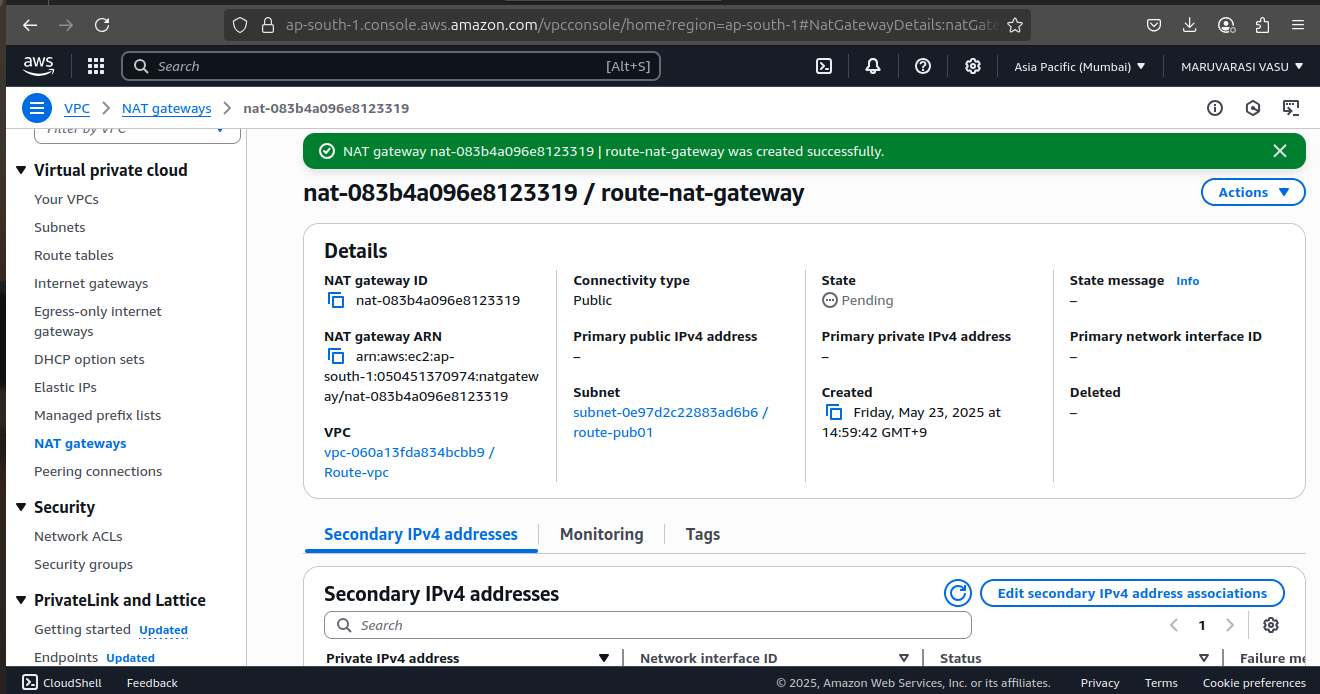 ap-south-1.console.aws.amazon.com/vpcconsole/home?region=ap-south-1#NatGatewayDetails:natGate
aws
Search [Alt+S]
Asia Pacific (Mumbai)
MARUVARASI VASU
VPC > NAT gateways > nat-083b4a096e8123319
Filter by VPC
Virtual private cloud
Your VPCs
Subnets
Route tables
Internet gateways
Egress-only internet
gateways
DHCP option sets
Elastic IPs
Managed prefix lists
NAT gateways
Peering connections
Security
Network ACLs
Security groups
PrivateLink and Lattice
Getting started Updated
Endpoints Updated
NAT gateway nat-083b4a096e8123319 | route-nat-gateway was created successfully.
nat-083b4a096e8123319 / route-nat-gateway
Actions
Details
NAT gateway ID
nat-083b4a096e8123319
NAT gateway ARN
arn:aws:ec2:ap-
south-1:050451370974:natgatew
ay/nat-083b4a096e8123319
VPC
vpc-060a13fda834bcbb9 /
Route-vpc
Connectivity type
Public
Primary public IPv4 address
–
Subnet
subnet-0e97d2c22883ad6b6 /
route-pub01
State
Pending
Primary private IPv4 address
–
Created
Friday, May 23, 2025 at
14:59:42 GMT+9
State message Info
–
Primary network interface ID
–
Deleted
–
Secondary IPv4 addresses
Monitoring
Tags
Secondary IPv4 addresses
Edit secondary IPv4 address associations
Search
1
Private IPv4 address
Network interface ID
Status
Failure me
CloudShell
Feedback
© 2025, Amazon Web Services, Inc. or its affiliates.
Privacy
Terms
Cookie preferences